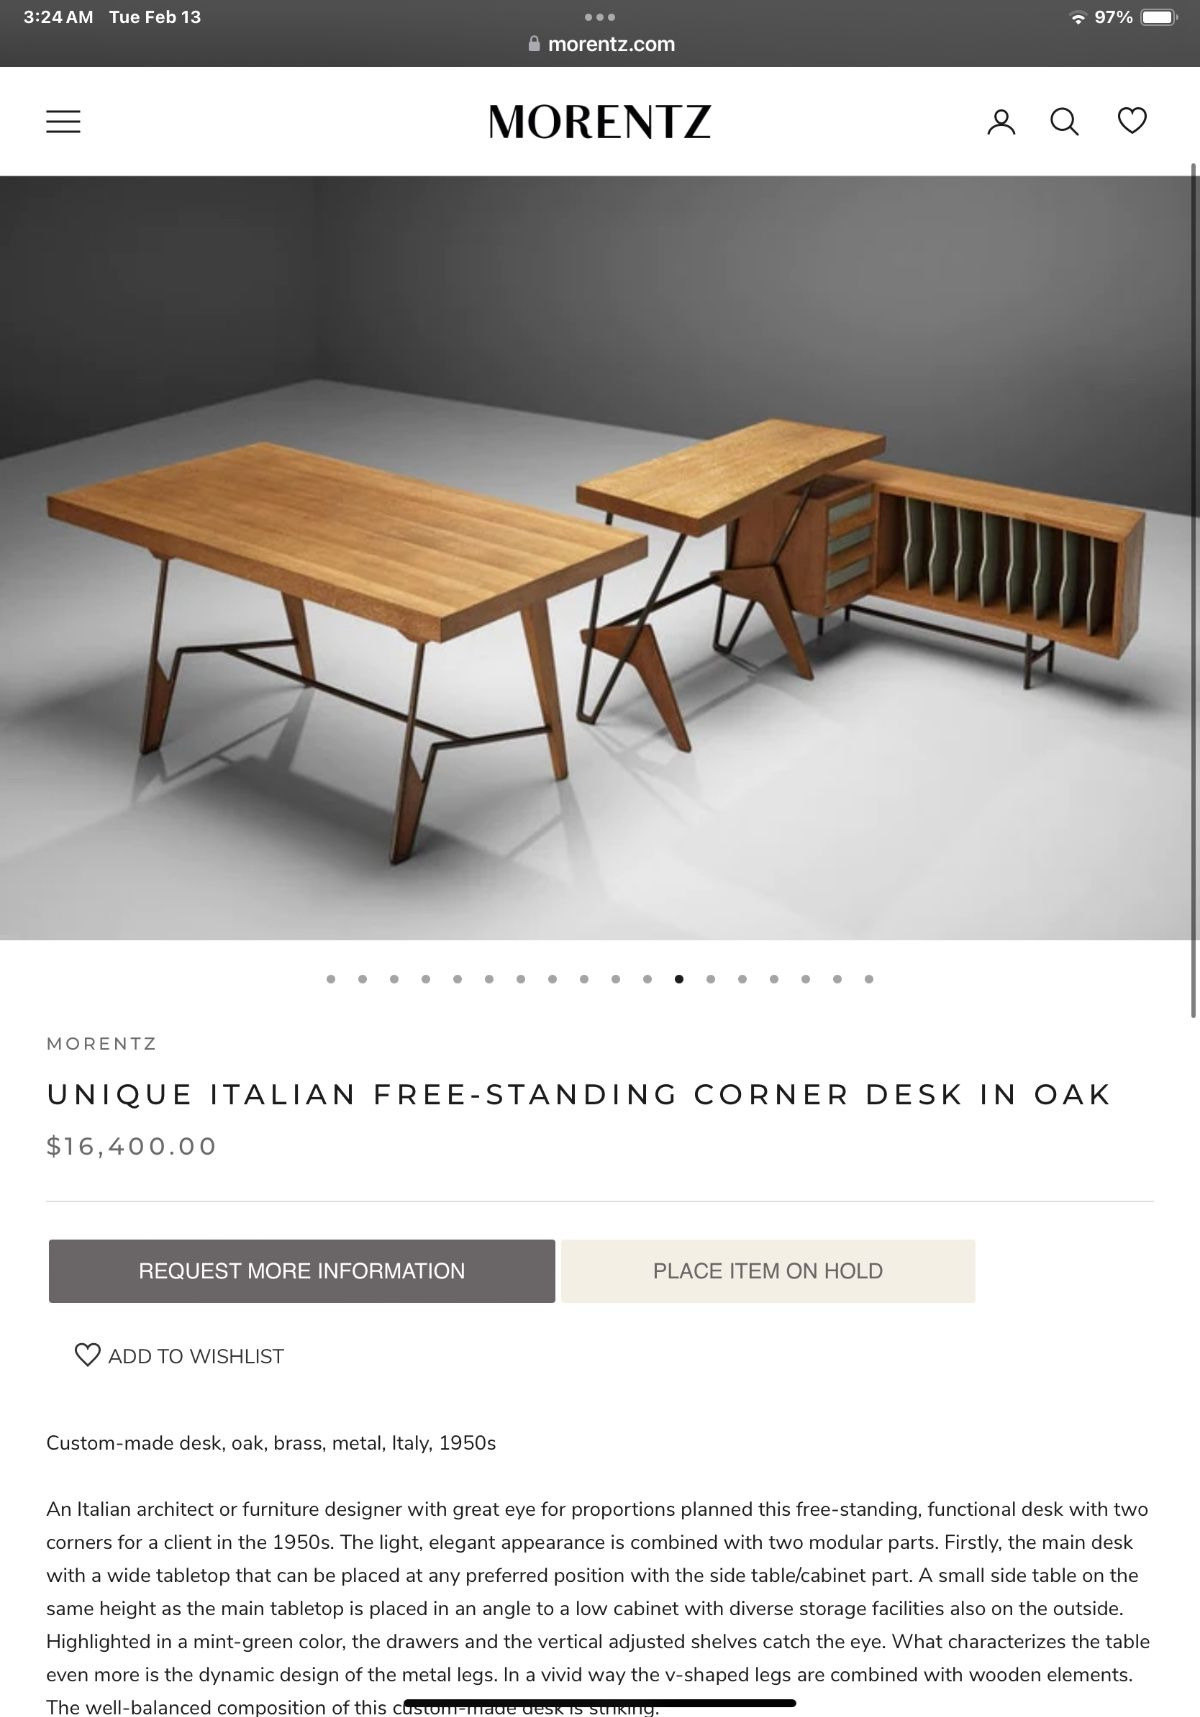 3:24 AM Tue Feb 13
97%
morentz.com
MORENTZ
MORENTZ
UNIQUE ITALIAN FREE-STANDING CORNER DESK IN OAK
$16,400.00
REQUEST MORE INFORMATION
PLACE ITEM ON HOLD
ADD TO WISHLIST
Custom-made desk, oak, brass, metal, Italy, 1950s
An Italian architect or furniture designer with great eye for proportions planned this free-standing, functional desk with two
corners for a client in the 1950s. The light, elegant appearance is combined with two modular parts. Firstly, the main desk
with a wide tabletop that can be placed at any preferred position with the side table/cabinet part. A small side table on the
same height as the main tabletop is placed in an angle to a low cabinet with diverse storage facilities also on the outside.
Highlighted in a mint-green color, the drawers and the vertical adjusted shelves catch the eye. What characterizes the table
even more is the dynamic design of the metal legs. In a vivid way the v-shaped legs are combined with wooden elements.
The well-balanced composition of this custom-made desk is striking.